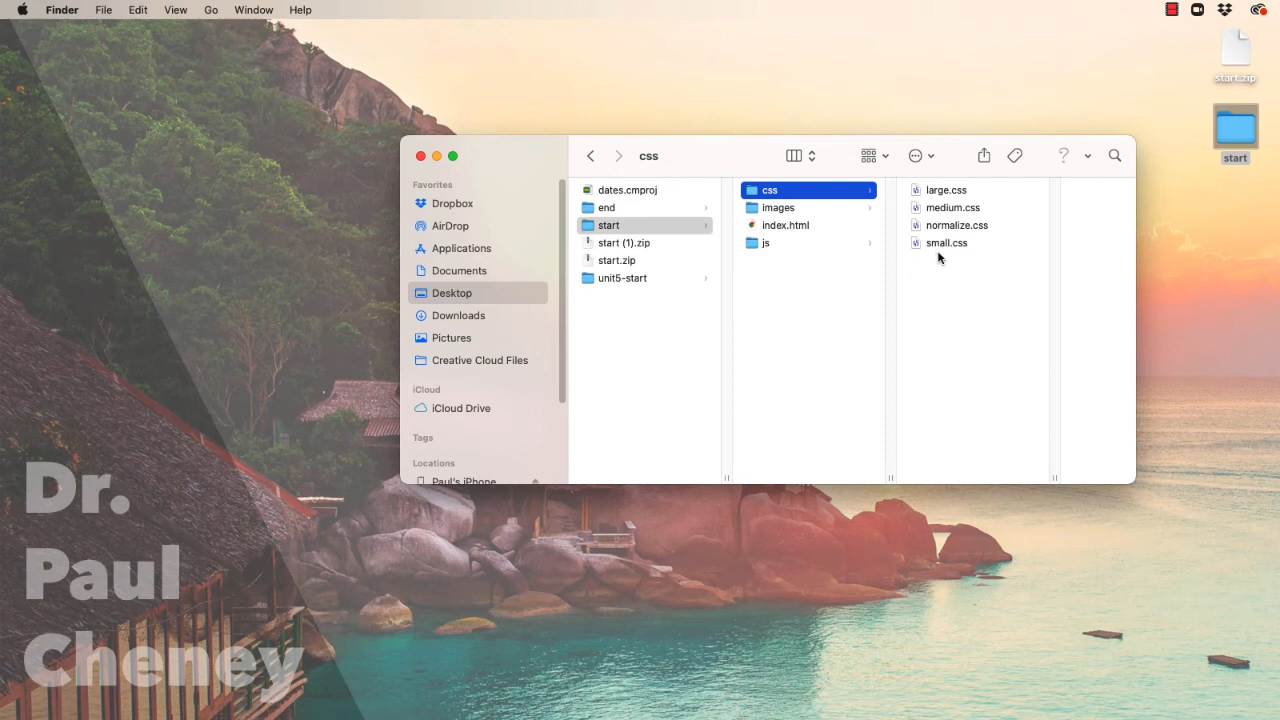 Finder File Edit View Go Window Help
start.zip
start
css
Favorites
Dropbox
AirDrop
Applications
Documents
Desktop
Downloads
Pictures
Creative Cloud Files
iCloud
iCloud Drive
Tags
Locations
Paul's iPhone
dates.cmproj
end
start
start (1).zip
start.zip
unit5-start
css
images
index.html
js
large.css
medium.css
normalize.css
small.css
Dr.
Paul
Cheney